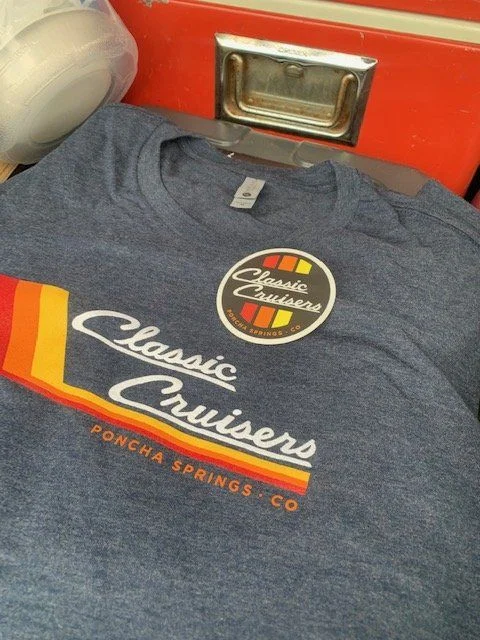 Classic
Cruisers
PONCHA SPRINGS · CO
Classic
Cruisers
PONCHA SPRINGS · CO